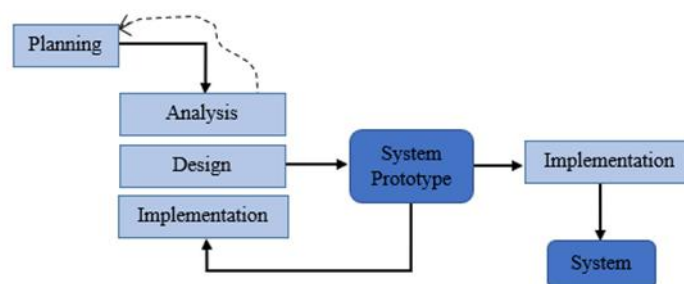 Planning
Analysis
Design
Implementation
System
Prototype
Implementation
System